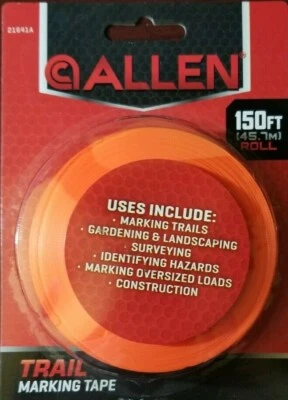 21541A
ALLEN®
150FT
(45.7M)
ROLL
USES INCLUDE:
• MARKING TRAILS
• GARDENING & LANDSCAPING
• SURVEYING
• IDENTIFYING HAZARDS
• MARKING OVERSIZED LOADS
• CONSTRUCTION
TRAIL
MARKING TAPE